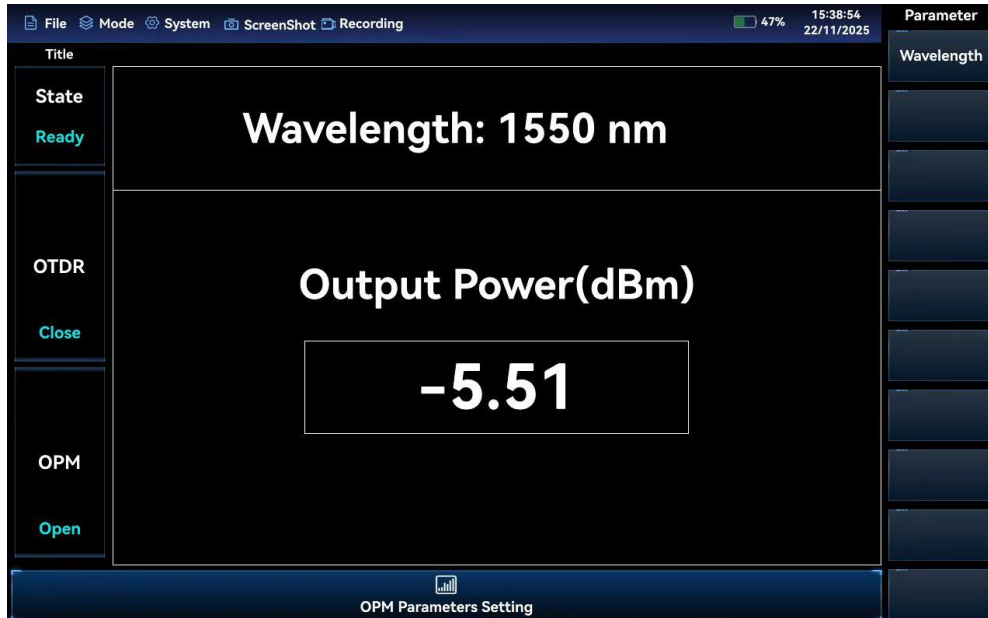 File Mode System ScreenShot Recording 47% 15:38:54
22/11/2025
Parameter
Title
Wavelength
State
Ready
Wavelength: 1550 nm
OTDR
Close
Output Power(dBm)
-5.51
OPM
Open
OPM Parameters Setting